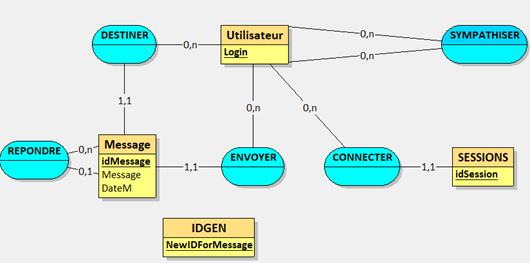 DESTINER
0,n
Utilisateur
Login
0,n
0,n
SYMPATHISER
1,1
0,n
0,n
REPONDRE
0,n
0,1
Message
idMessage
Message
DateM
1,1
ENVOYER
CONNECTER
1,1
SESSIONS
idSession
IDGEN
NewIDForMessage